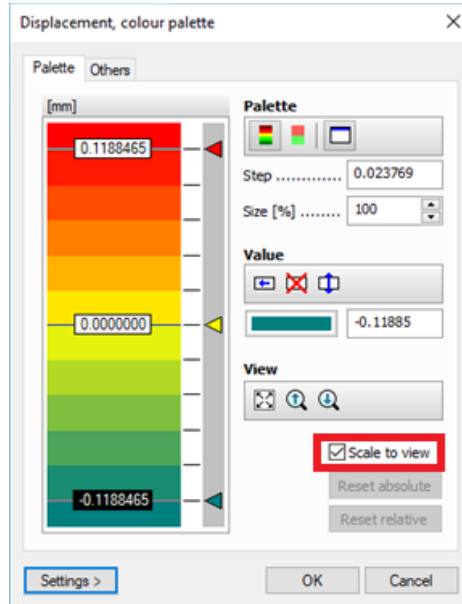 Displacement, colour palette
Palette Others
[mm]
0.1188465
0.0000000
-0.1188465
Palette
Step ............. 0.023769
Size [%] ........ 100
Value
-0.11885
View
Scale to view
Reset absolute
Reset relative
Settings > OK Cancel